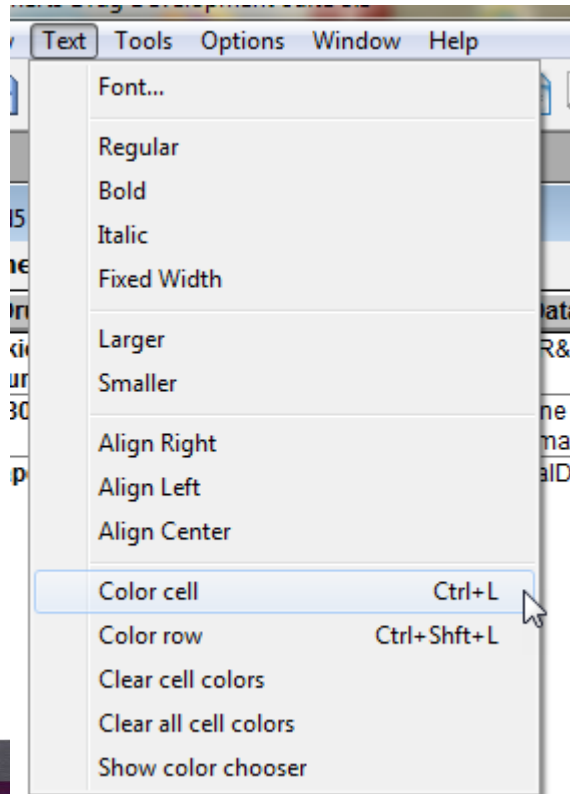 Text Tools Options Window Help
Font...
Regular
Bold
Italic
Fixed Width
Larger
Smaller
Align Right
Align Left
Align Center
Color cell Ctrl+L
Color row Ctrl+Shft+L
Clear cell colors
Clear all cell colors
Show color chooser